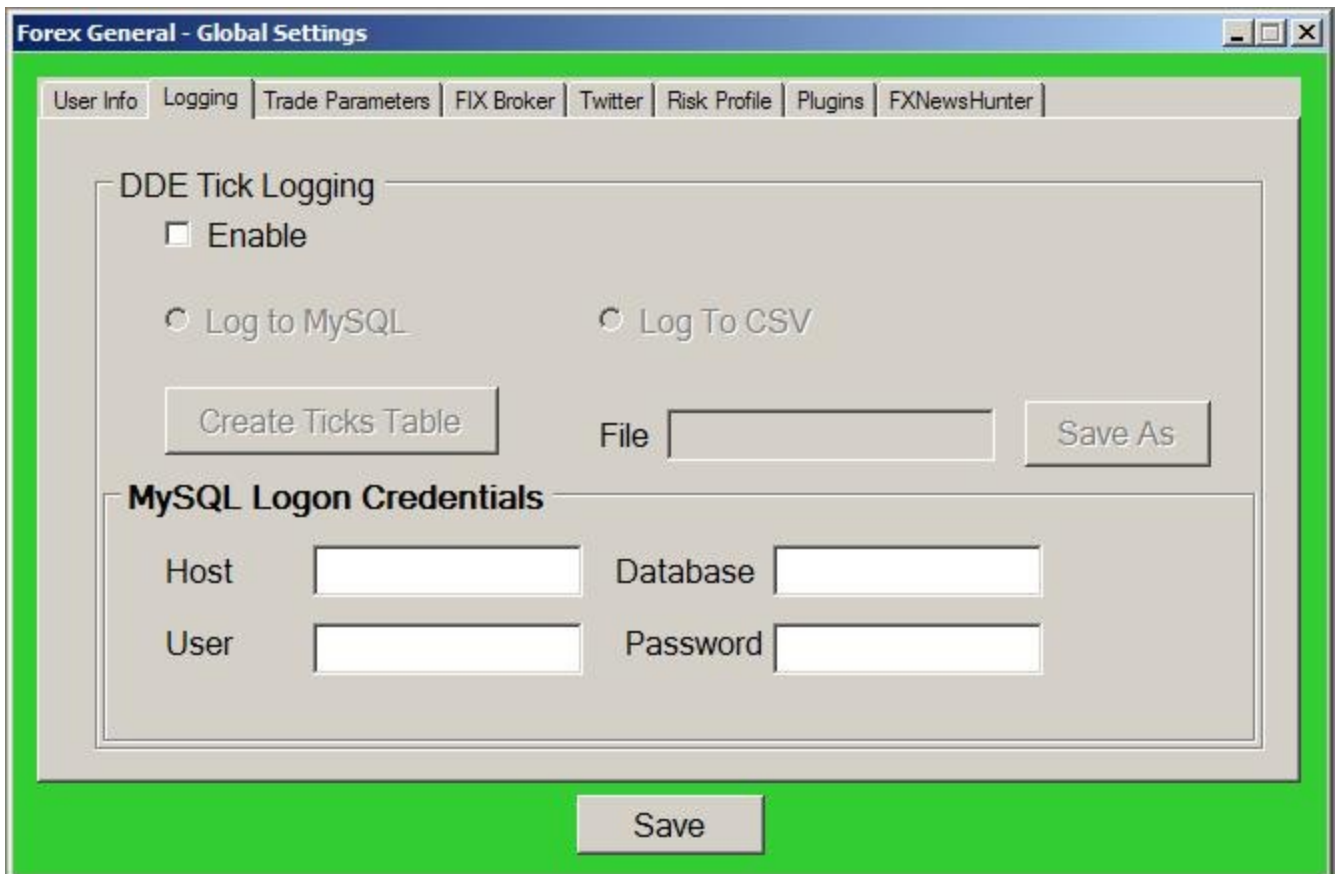 Forex General - Global Settings
User Info Logging Trade Parameters FIX Broker Twitter Risk Profile Plugins FXNewsHunter
DDE Tick Logging
Enable
Log to MySQL Log To CSV
Create Ticks Table File Save As
MySQL Logon Credentials
Host Database
User Password
Save